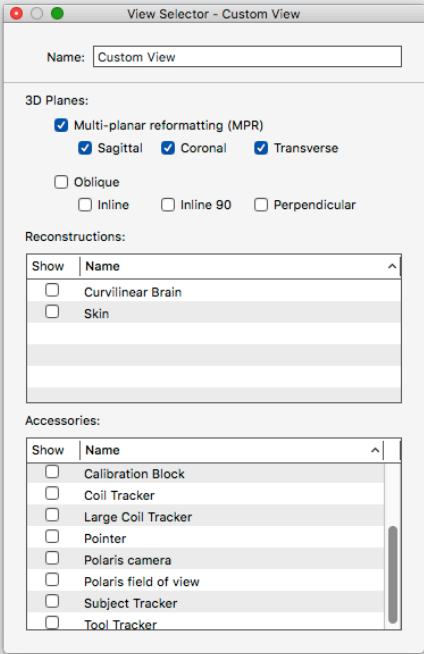 View Selector - Custom View
Name: Custom View
3D Planes:
Multi-planar reformatting (MPR)
Sagittal Coronal Transverse
Oblique
Inline Inline 90 Perpendicular
Reconstructions:
Show Name
Curvilinear Brain
Skin
Accessories:
Show Name
Calibration Block
Coil Tracker
Large Coil Tracker
Pointer
Polaris camera
Polaris field of view
Subject Tracker
Tool Tracker